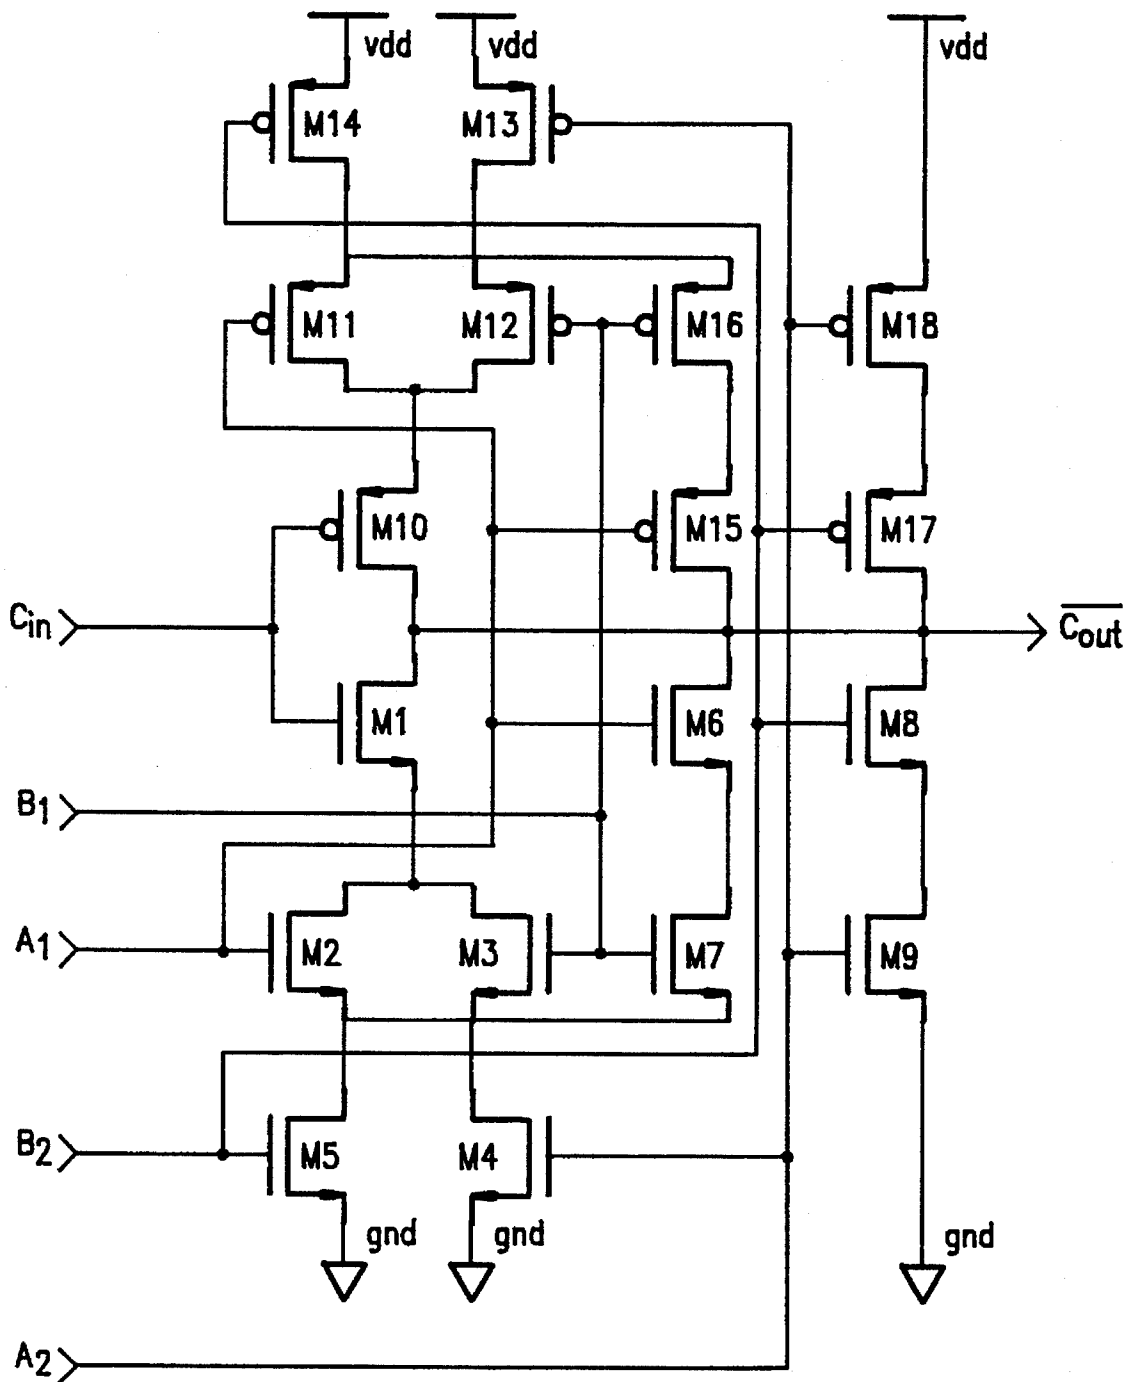 vdd vdd vdd
M14 M13
M11 M12 M16 M18
M10 M15 M17
Cin C̅o̅u̅t̅
M1 M6 M8
B1
A1 M2 M3 M7 M9
B2 M5 M4
gnd gnd gnd
A2